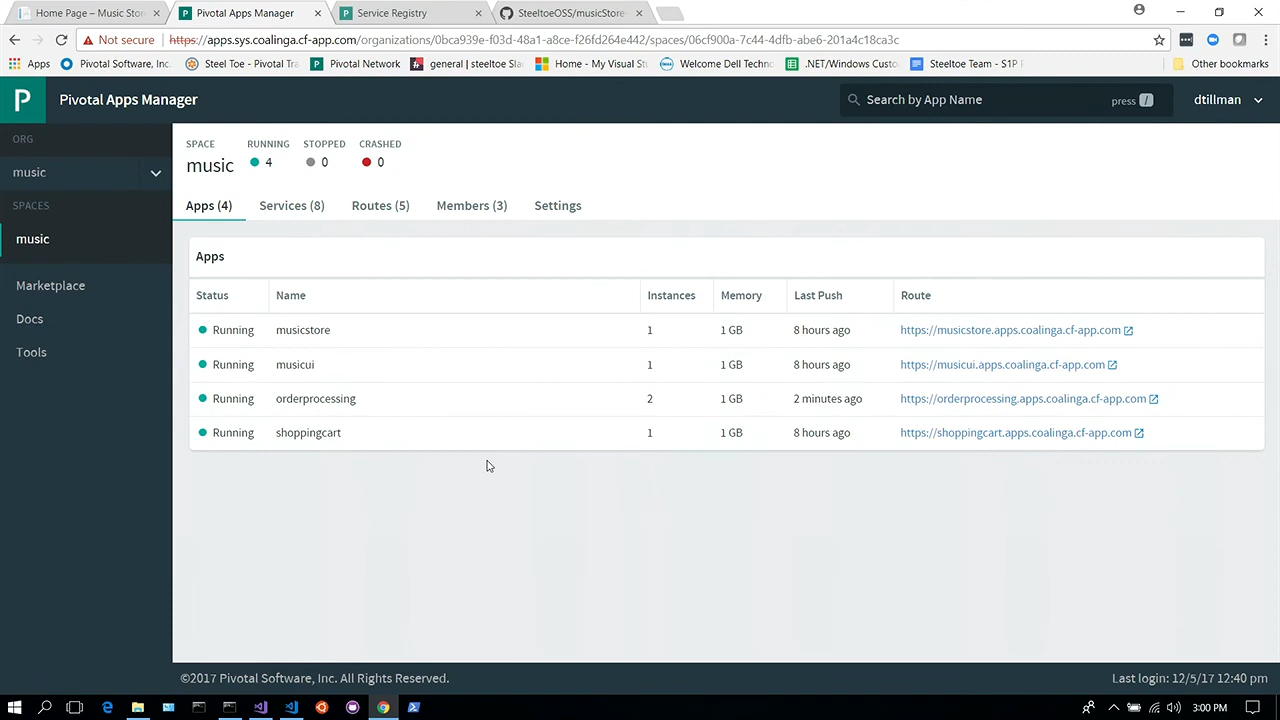 Home Page – Music Sto
Pivotal Apps Manager
Service Registry
SteeltoeOSS/musicStore
Not secure
https://apps.sys.coalinga.cf-app.com/organizations/0bca939e-f03d-48a1-a8ce-f26fd264e442/spaces/06cf900a-7c44-4dfb-abe6-201a4c18ca3c
Apps
Pivotal Software, Inc.
Steel Toe - Pivotal Tra
Pivotal Network
general | steeltoe Sla
Home - My Visual St
Welcome Dell Techn
.NET/Windows Custo
Steeltoe Team - S1P
Other bookmarks
P
Pivotal Apps Manager
Search by App Name
press /
dtillman
ORG
music
SPACES
music
Marketplace
Docs
Tools
SPACE
RUNNING
STOPPED
CRASHED
music
4
0
0
Apps (4)
Services (8)
Routes (5)
Members (3)
Settings
Apps
Status Name Instances Memory Last Push Route
Running musicstore 1 1 GB 8 hours ago https://musicstore.apps.coalinga.cf-app.com
Running musicui 1 1 GB 8 hours ago https://musicui.apps.coalinga.cf-app.com
Running orderprocessing 2 1 GB 2 minutes ago https://orderprocessing.apps.coalinga.cf-app.com
Running shoppingcart 1 1 GB 8 hours ago https://shoppingcart.apps.coalinga.cf-app.com
©2017 Pivotal Software, Inc. All Rights Reserved.
Last login: 12/5/17 12:40 pm
3:00 PM